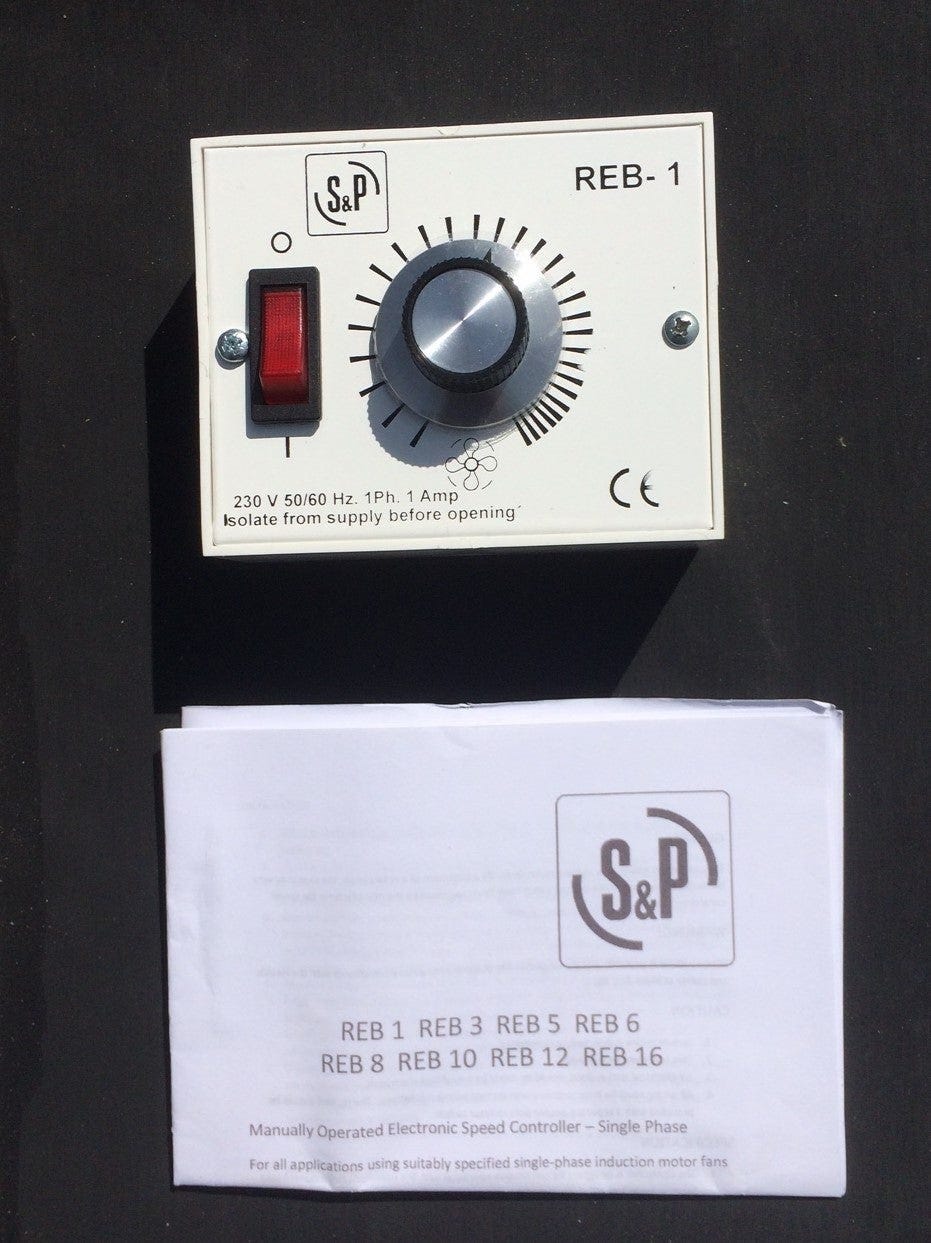 S&P
REB- 1
O
I
230 V 50/60 Hz. 1Ph. 1 Amp
Isolate from supply before opening
CE
S&P
REB 1 REB 3 REB 5 REB 6
REB 8 REB 10 REB 12 REB 16
Manually Operated Electronic Speed Controller – Single Phase
For all applications using suitably specified single-phase induction motor fans